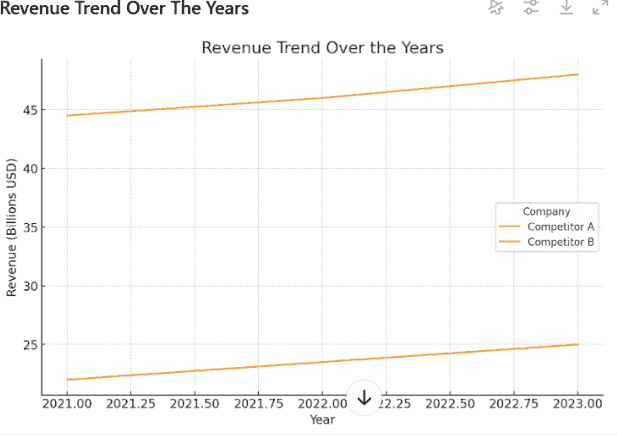 Revenue Trend Over The Years
Revenue Trend Over the Years
Revenue (Billions USD)
45
40
35
30
25
Company
Competitor A
Competitor B
2021.00 2021.25 2021.50 2021.75 2022.00 22.25 2022.50 2022.75 2023.00
Year